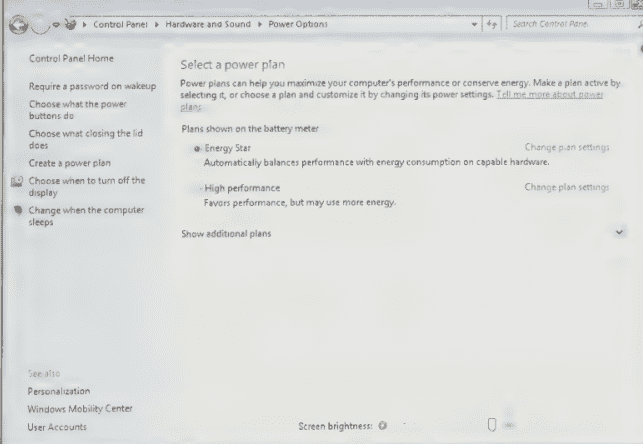 Control Panel ▸ Hardware and Sound ▸ Power Options
Search Control Panel
Control Panel Home
Require a password on wakeup
Choose what the power
buttons do
Choose what closing the lid
does
Create a power plan
Choose when to turn off the
display
Change when the computer
sleeps
See also
Personalization
Windows Mobility Center
User Accounts
Select a power plan
Power plans can help you maximize your computer's performance or conserve energy. Make a plan active by
selecting it, or choose a plan and customize it by changing its power settings. Tell me more about power
plans
Plans shown on the battery meter
Energy Star
Change plan settings
Automatically balances performance with energy consumption on capable hardware.
High performance
Change plan settings
Favors performance, but may use more energy.
Show additional plans
Screen brightness: